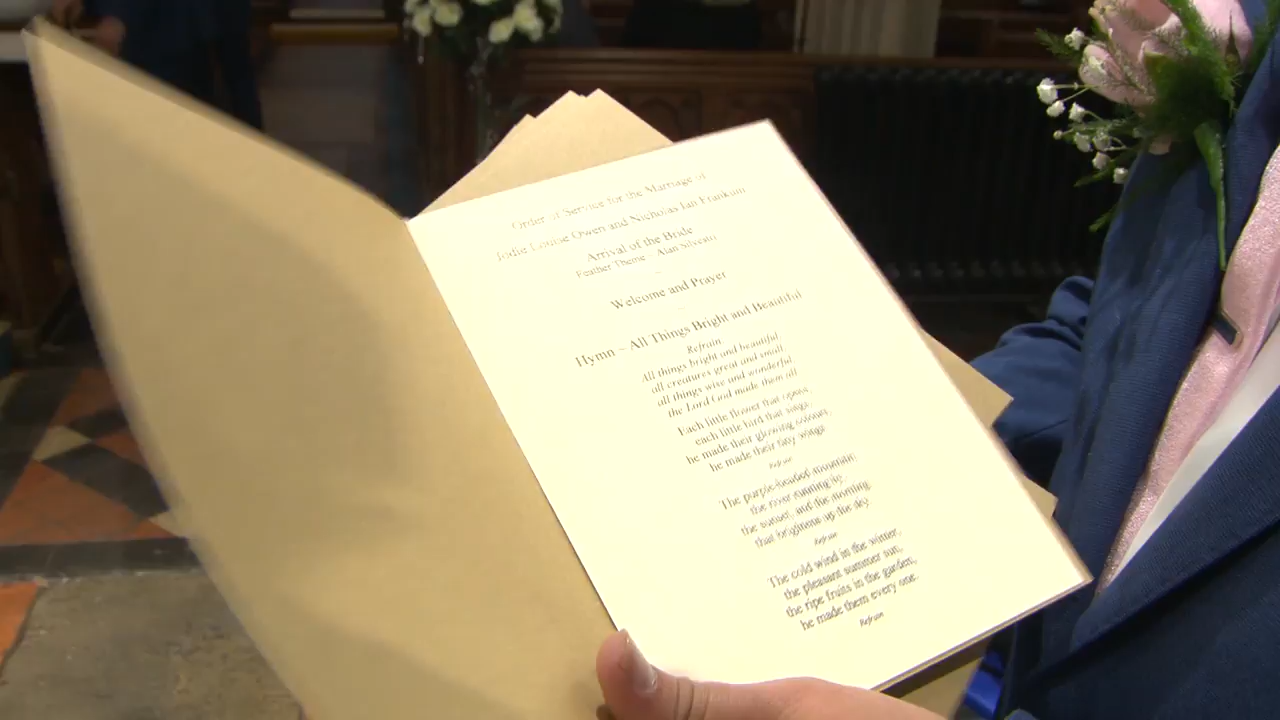 Order of Service for the Marriage of
Jodie Louise Owen and Nicholas Ian Frankum
Arrival of the Bride
Feather Theme ~ Alan Silvestri
~
Welcome and Prayer
~
Hymn ~ All Things Bright and Beautiful
Refrain
All things bright and beautiful
all creatures great and small
all things wise and wonderful
the Lord God made them all
Each little flower that opens,
each little bird that sings,
he made their glowing colours,
he made their tiny wings.
Refrain
The purple-headed mountain,
the river running by,
the sunset, and the morning,
that brightens up the sky
Refrain
The cold wind in the winter,
the pleasant summer sun,
the ripe fruits in the garden,
he made them every one.
Refrain